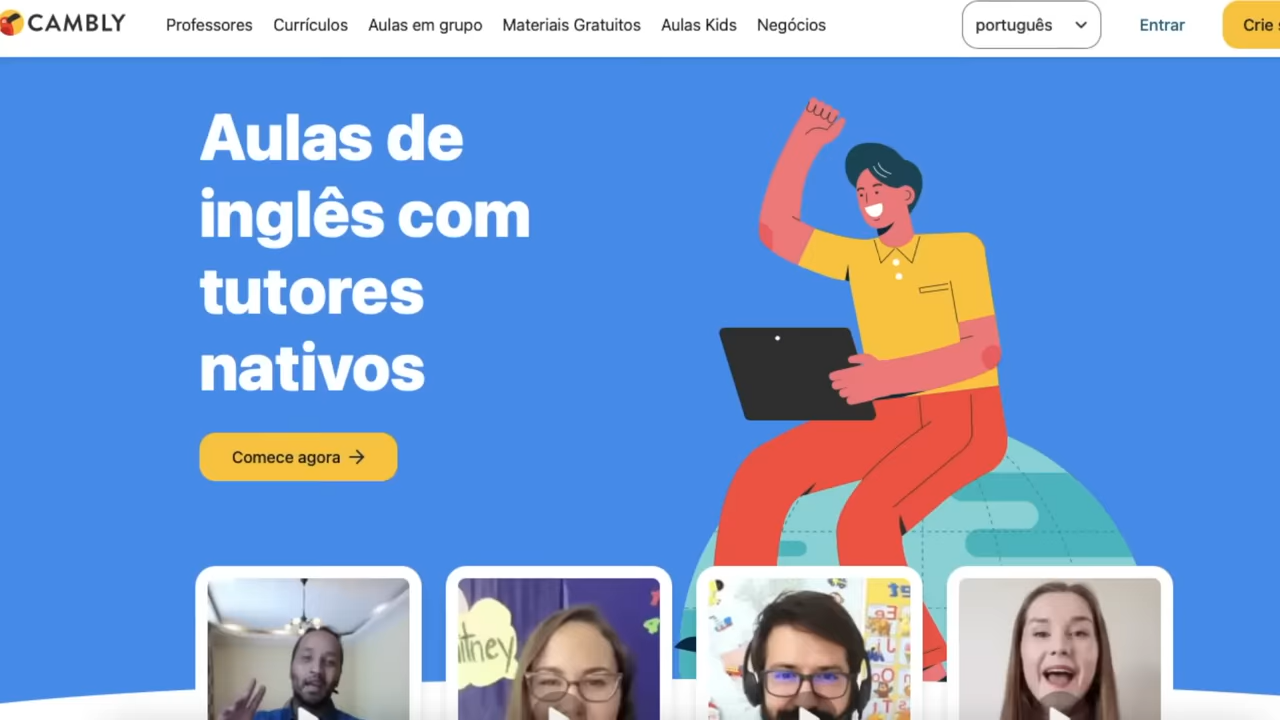 CAMBLY Professores Currículos Aulas em grupo Materiais Gratuitos Aulas Kids Negócios português Entrar Crie
Aulas de
inglês com
tutores
nativos
Comece agora →